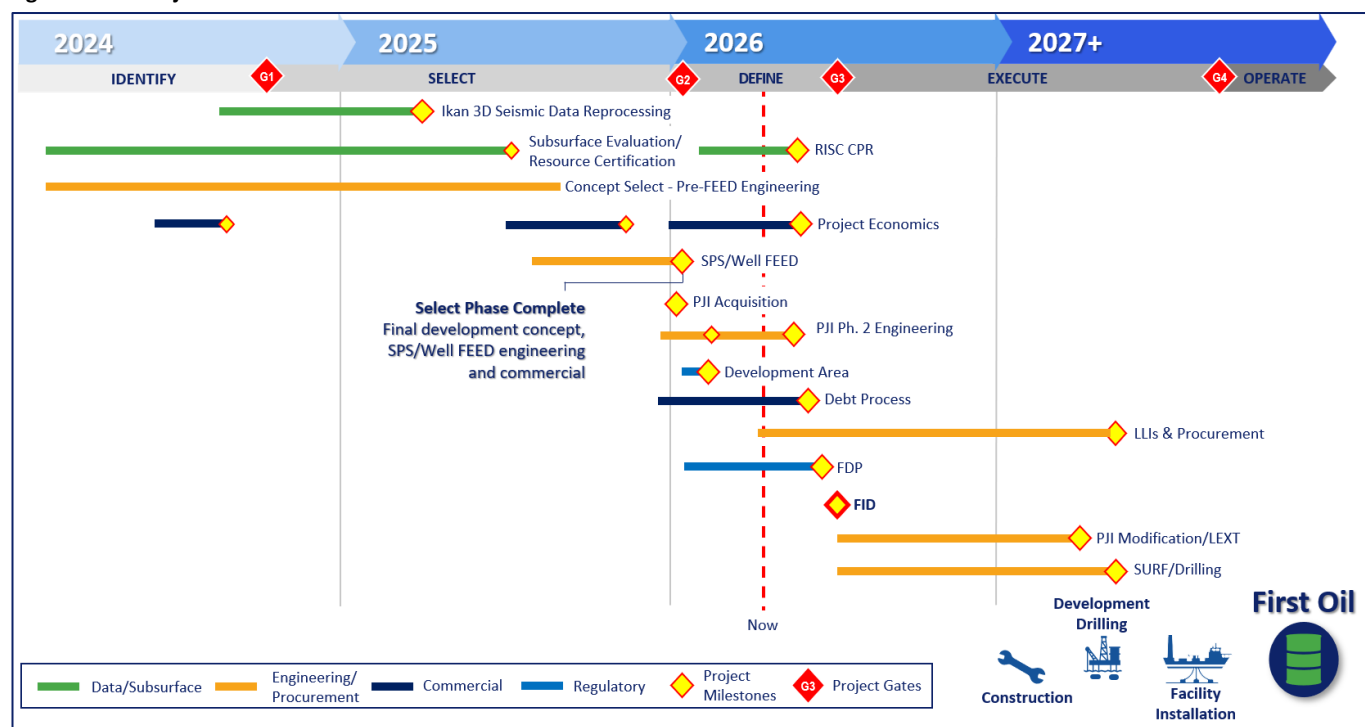 2024
2025
2026
2027+
IDENTIFY
G1
SELECT
G2
DEFINE
G3
EXECUTE
G4
OPERATE
Ikan 3D Seismic Data Reprocessing
Subsurface Evaluation/
Resource Certification
RISC CPR
Concept Select - Pre-FEED Engineering
Project Economics
SPS/Well FEED
Select Phase Complete
Final development concept,
SPS/Well FEED engineering
and commercial
PJI Acquisition
PJI Ph. 2 Engineering
Development Area
Debt Process
LLIs & Procurement
FDP
FID
PJI Modification/LEXT
SURF/Drilling
Now
Development
Drilling
First Oil
Construction
Facility
Installation
Data/Subsurface
Engineering/
Procurement
Commercial
Regulatory
Project
Milestones
G3
Project Gates